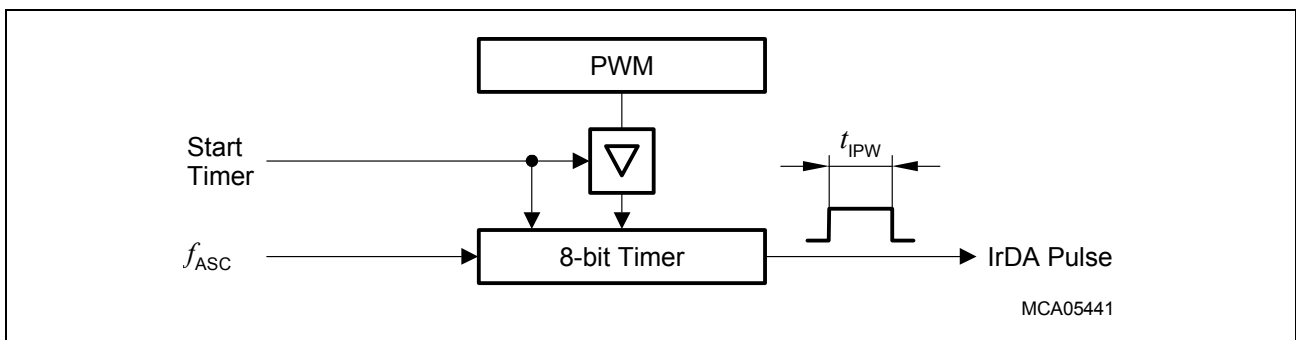 PWM
Start
Timer
tIPW
fASC
8-bit Timer
IrDA Pulse
MCA05441